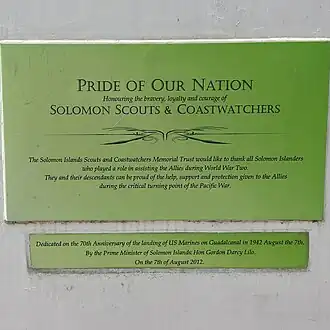 PRIDE OF OUR NATION
Honouring the bravery, loyalty and courage of
SOLOMON SCOUTS & COASTWATCHERS
The Solomon Islands Scouts and Coastwatchers Memorial Trust would like to thank all Solomon Islanders
who played a role in assisting the Allies during World War Two.
They and their descendants can be proud of the help, support and protection given to the Allies
during the critical turning point of the Pacific War.
Dedicated on the 70th Anniversary of the landing of US Marines on Guadalcanal in 1942 August the 7th,
By the Prime Minister of Solomon Islands; Hon Gordon Darcy Lilo,
On the 7th of August 2012.